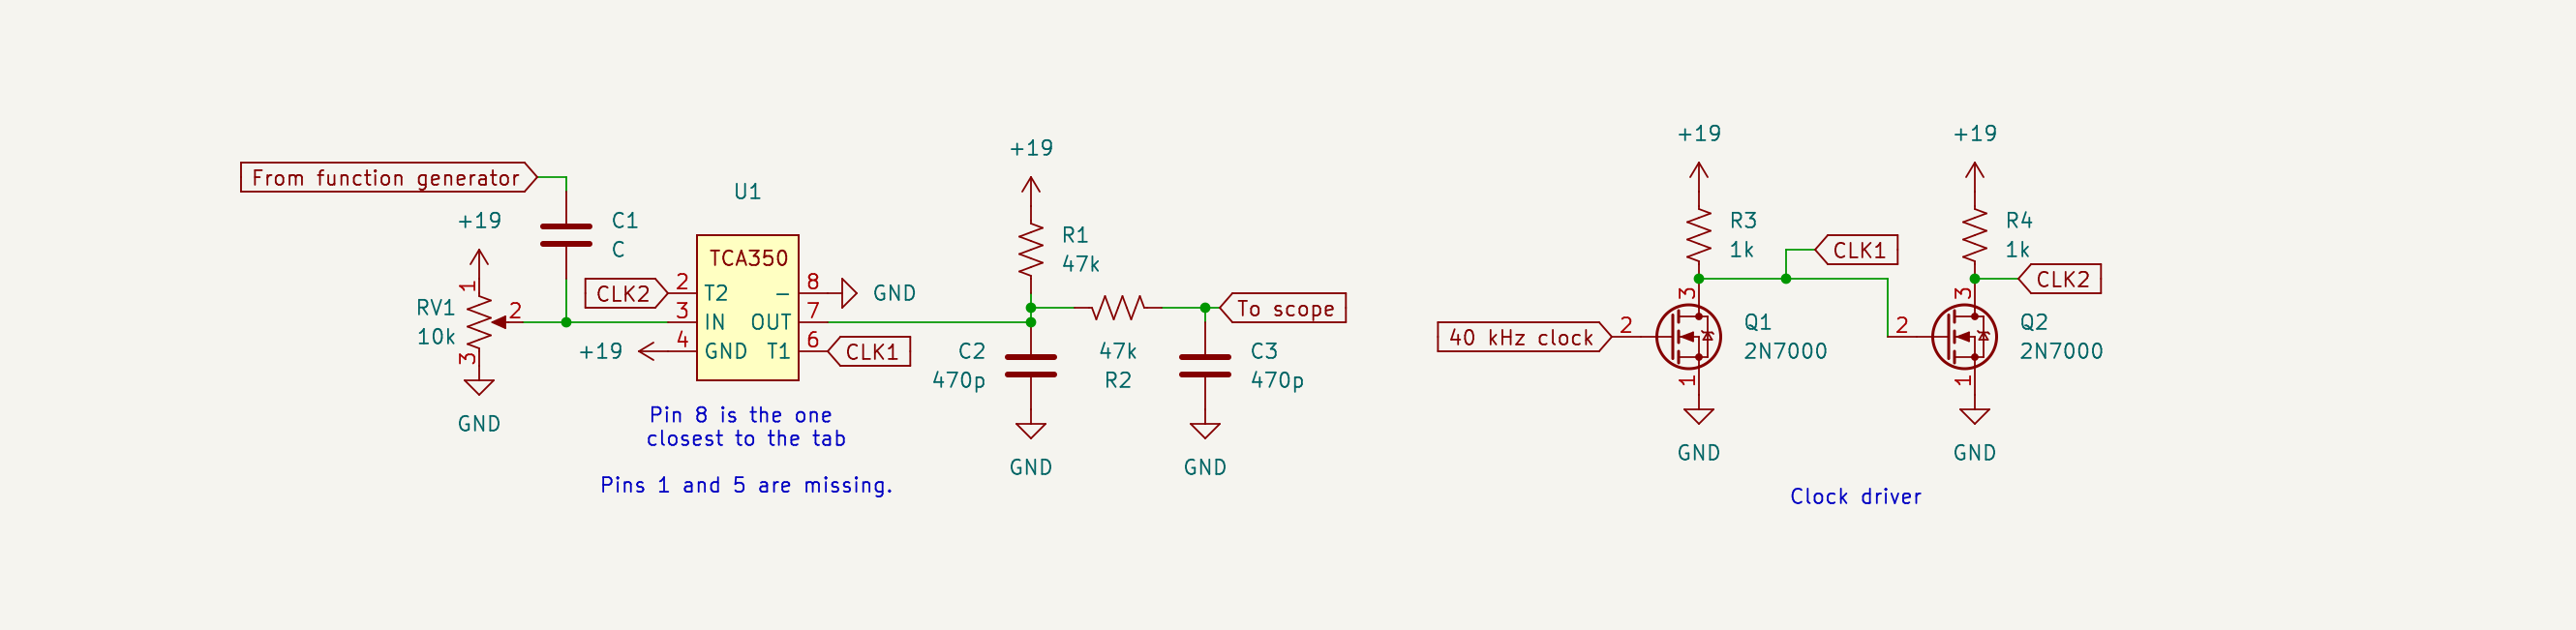 From function generator
+19
C1
C
RV1
10k
1
2
3
GND
U1
TCA350
CLK2
2
T2
3
IN
+19
4
GND
−
8
GND
OUT
7
T1
6
CLK1
Pin 8 is the one
closest to the tab
Pins 1 and 5 are missing.
+19
R1
47k
C2
470p
GND
47k
R2
To scope
C3
470p
GND
40 kHz clock
2
+19
R3
1k
3
Q1
2N7000
1
GND
CLK1
+19
R4
1k
CLK2
2
3
Q2
2N7000
1
GND
Clock driver